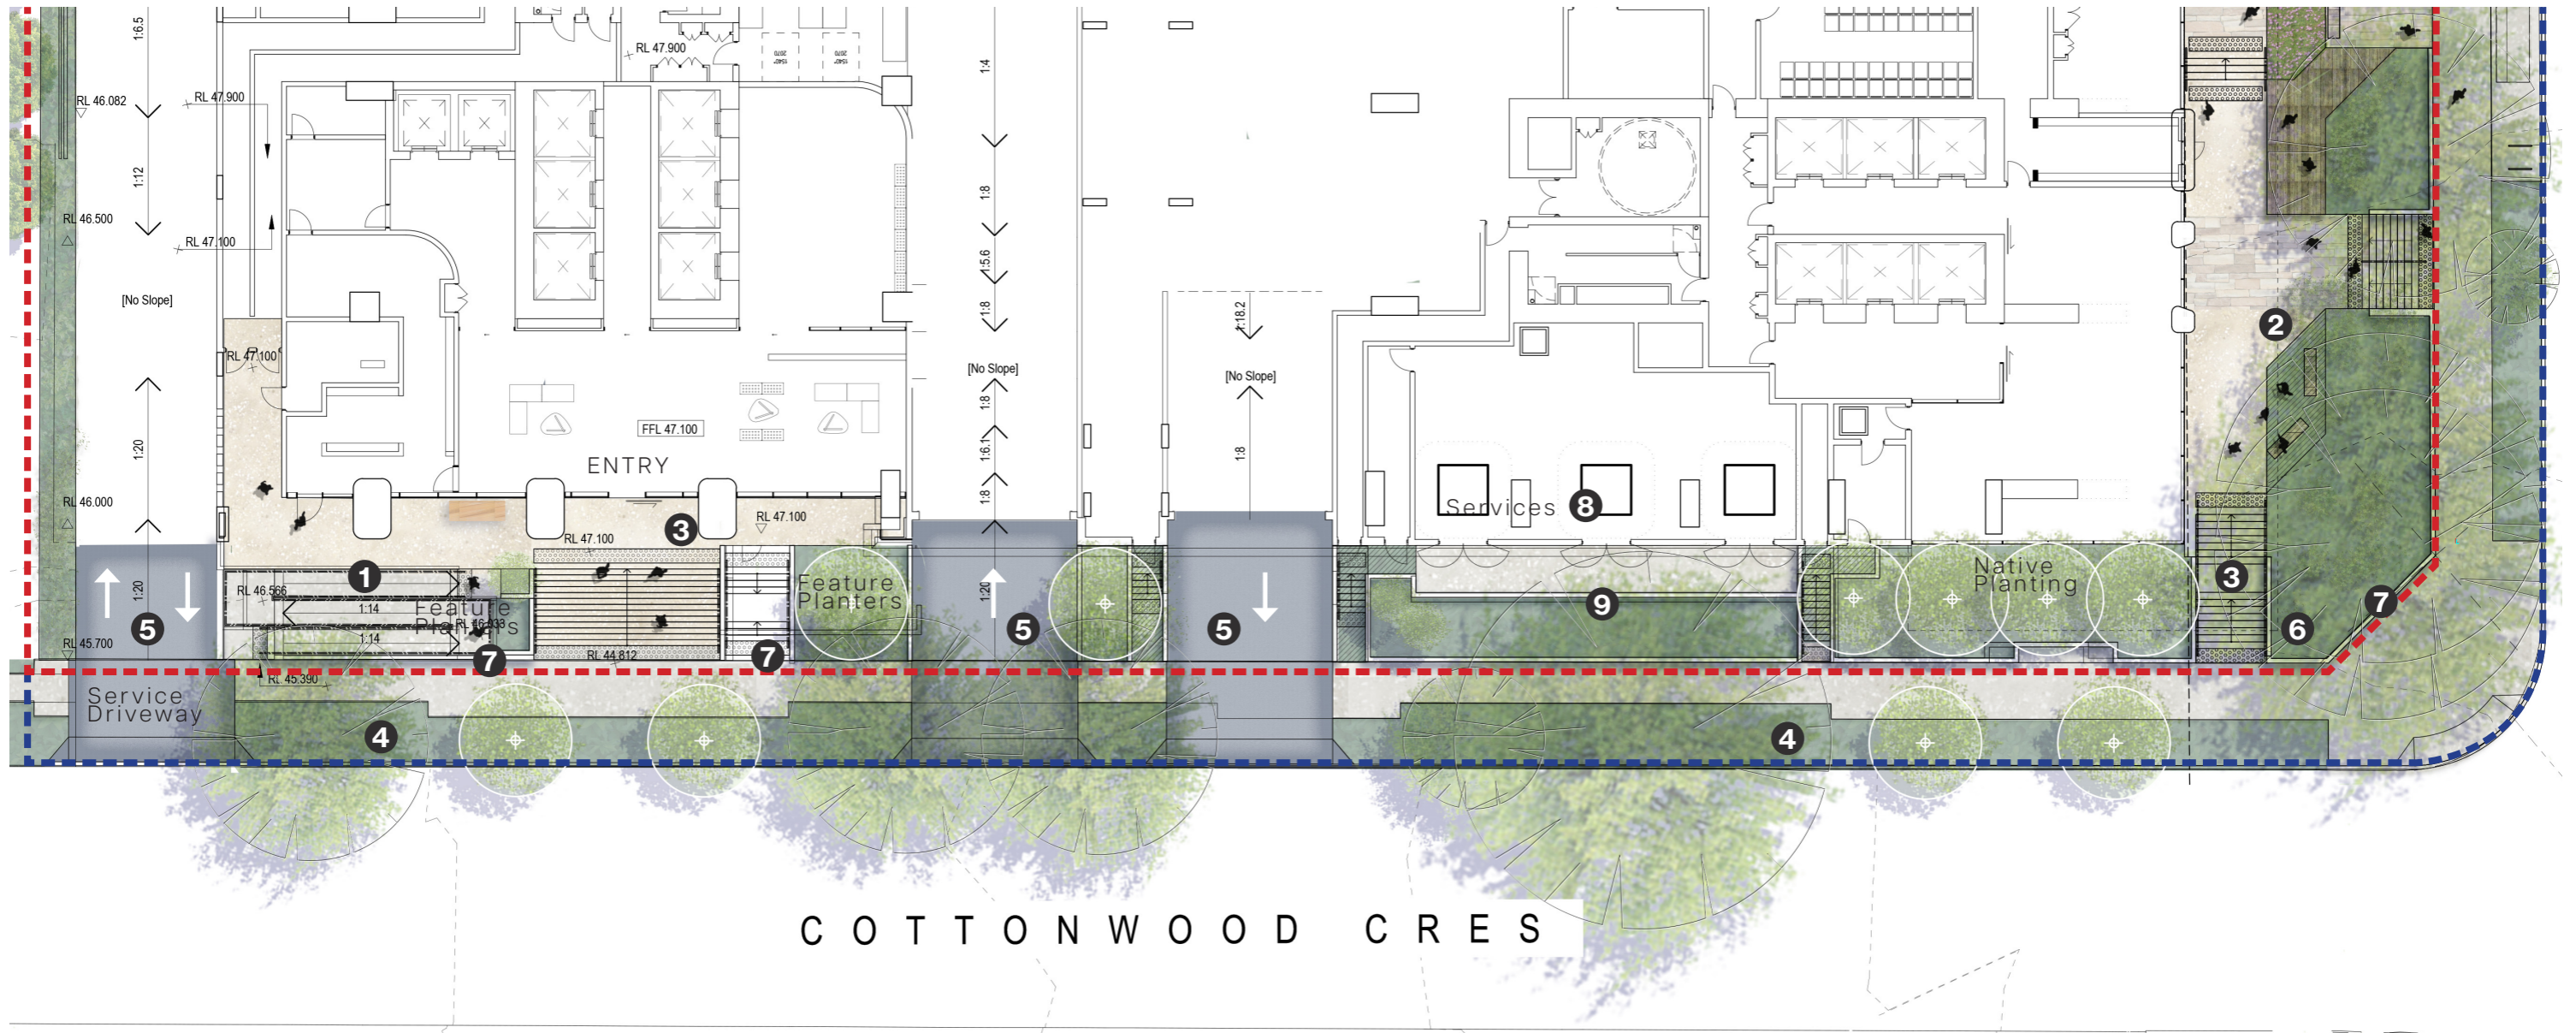 1:6.5
RL 46.082
RL 47.900
1:12
RL 46.500
RL 47.100
[No Slope]
RL 47.100
1:20
RL 46.000
1:20
RL 45.700
RL 47.900
2070
1540*
2070
1540*
FFL 47.100
ENTRY
3
RL 47.100
RL 47.100
1
RL 46.566
1:14
1:14
Feature
Planters
5
7
RL 44.812
7
Feature
Planters
RL 45.390
Service
Driveway
4
1:4
1:8
1:5.6
1:8
[No Slope]
1:8
1:6.1
1:8
1:20
5
1:18.2
[No Slope]
1:8
5
Services
8
9
Native
Planting
4
2
3
6
7
COTTONWOOD CRES